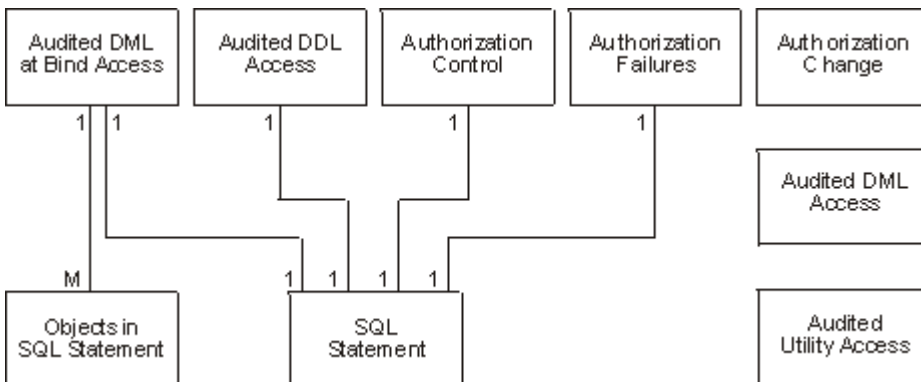 Audited DML
at Bind Access
Audited DDL
Access
Authorization
Control
Authorization
Failures
Authorization
Change
1 1
1
1
1
Audited DML
Access
M
1
1
1
1
Objects in
SQL Statement
SQL
Statement
Audited
Utility Access